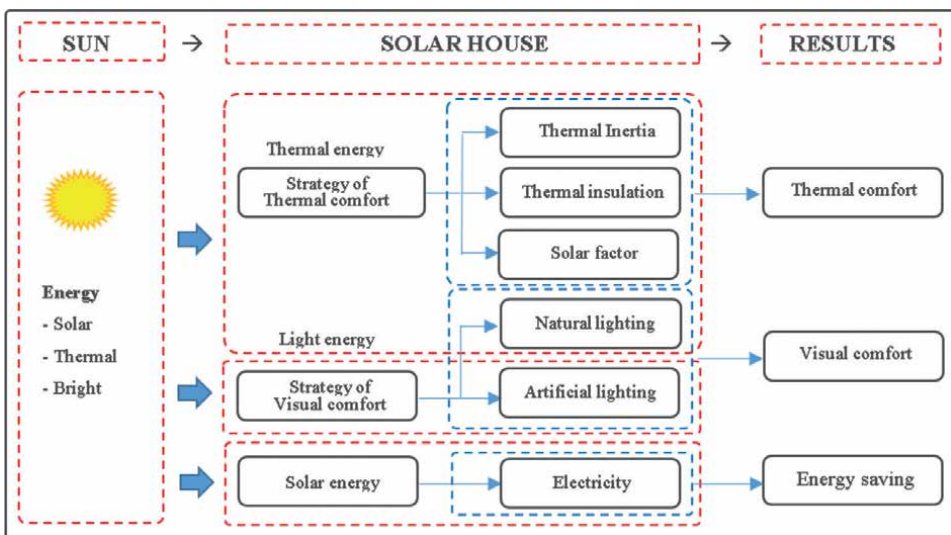 SUN → SOLAR HOUSE → RESULTS
Energy
- Solar
- Thermal
- Bright
Thermal energy
Strategy of
Thermal comfort
Thermal Inertia
Thermal insulation
Solar factor
Thermal comfort
Light energy
Strategy of
Visual comfort
Natural lighting
Artificial lighting
Visual comfort
Solar energy
Electricity
Energy saving